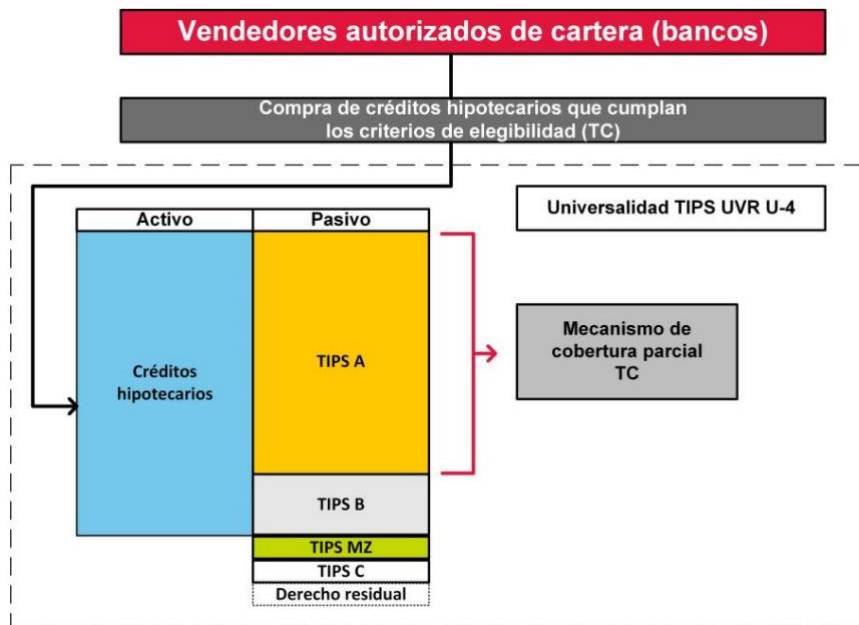 Vendedores autorizados de cartera (bancos)
Compra de créditos hipotecarios que cumplan
los criterios de elegibilidad (TC)
Universalidad TIPS UVR U-4
Activo
Pasivo
Créditos
hipotecarios
TIPS A
Mecanismo de
cobertura parcial
TC
TIPS B
TIPS MZ
TIPS C
Derecho residual